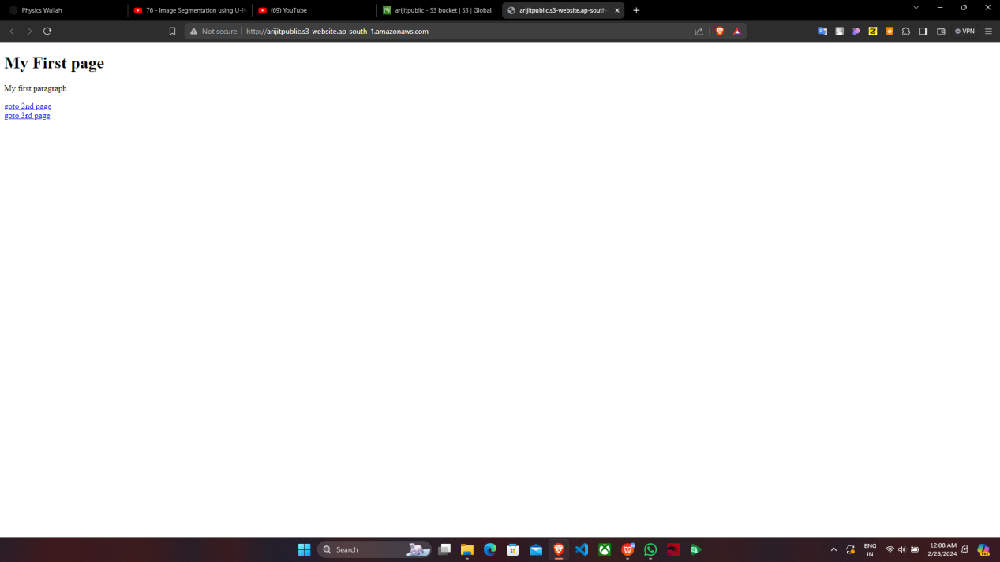 Physics Wallah
76 - Image Segmentation using U-N
(69) YouTube
arijitpublic - S3 bucket | S3 | Global
arijitpublic.s3-website.ap-south-
Not secure
http://arijitpublic.s3-website.ap-south-1.amazonaws.com
VPN
My First page
My first paragraph.
goto 2nd page
goto 3rd page
Search
ENG
IN
12:08 AM
2/28/2024